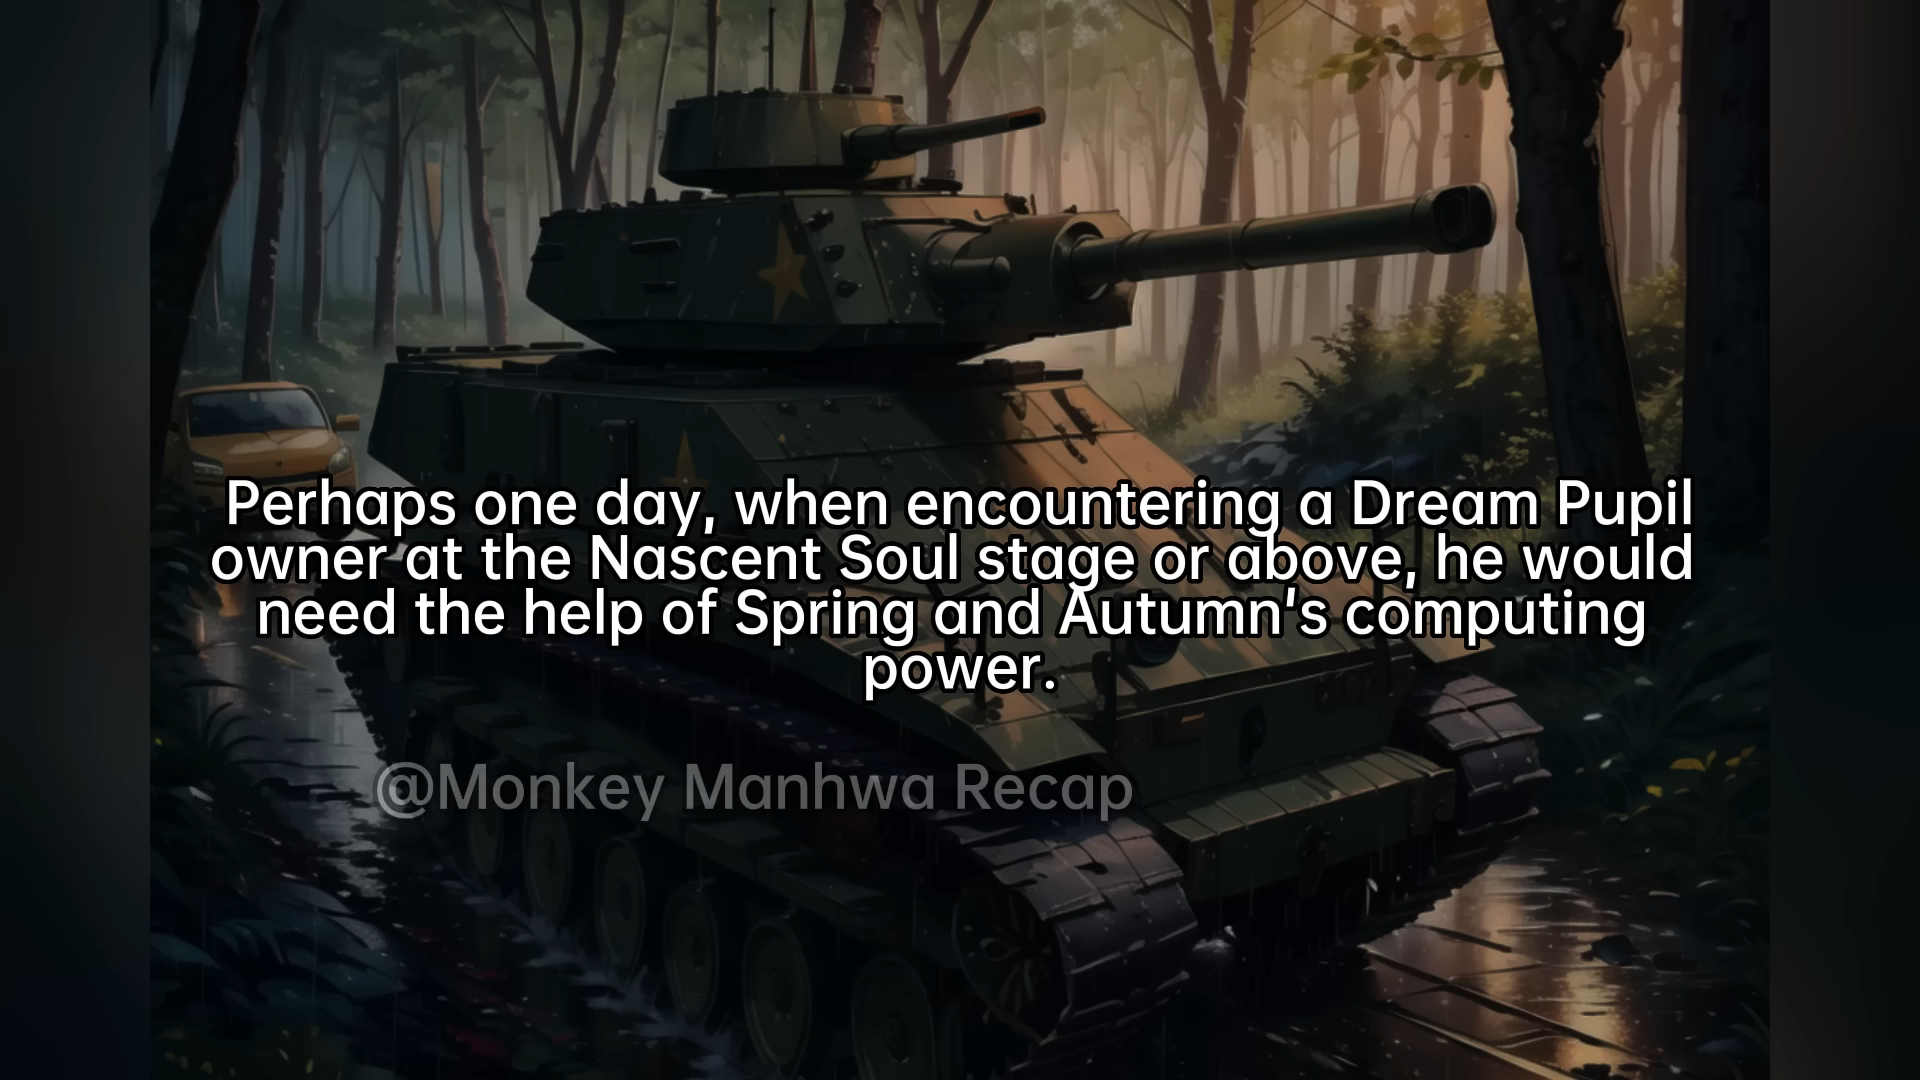 Perhaps one day, when encountering a Dream Pupil
owner at the Nascent Soul stage or above, he would
need the help of Spring and Autumn's computing
power.
@Monkey Manhwa Recap